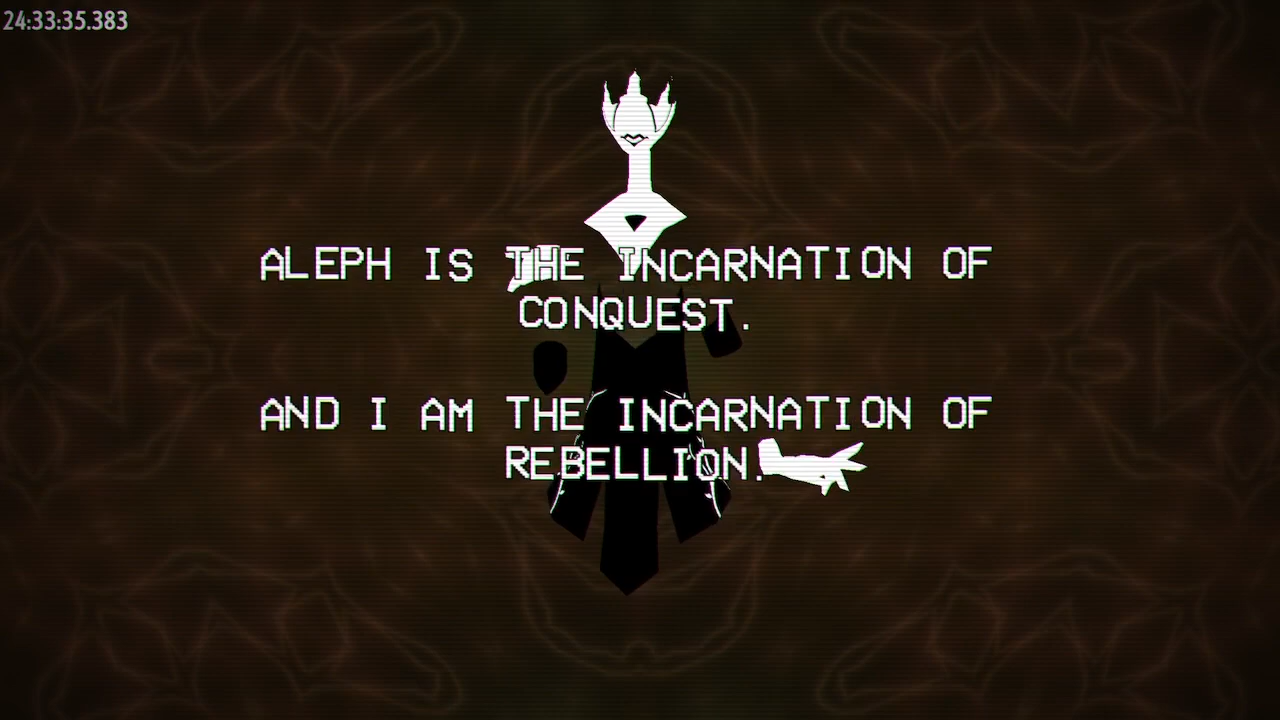 24:33:35.383
ALEPH IS THE INCARNATION OF
CONQUEST.
AND I AM THE INCARNATION OF
REBELLION.